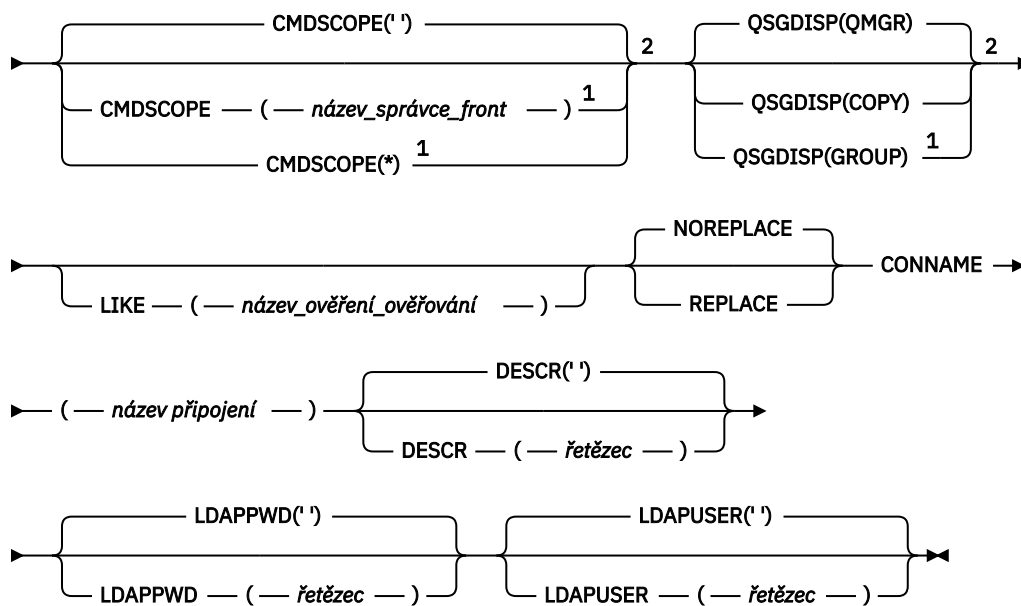 CMDSCOPE(' ') 2 QSGDISP(QMGR) 2
CMDSCOPE ( název_správce_front ) 1 QSGDISP(COPY)
CMDSCOPE(*) 1 QSGDISP(GROUP) 1
NOREPLACE
LIKE ( název_ověření_ověřování ) REPLACE CONNAME
DESCR(' ')
( název připojení ) DESCR ( řetězec )
LDAPPWD(' ') LDAPUSER(' ')
LDAPPWD ( řetězec ) LDAPUSER ( řetězec )